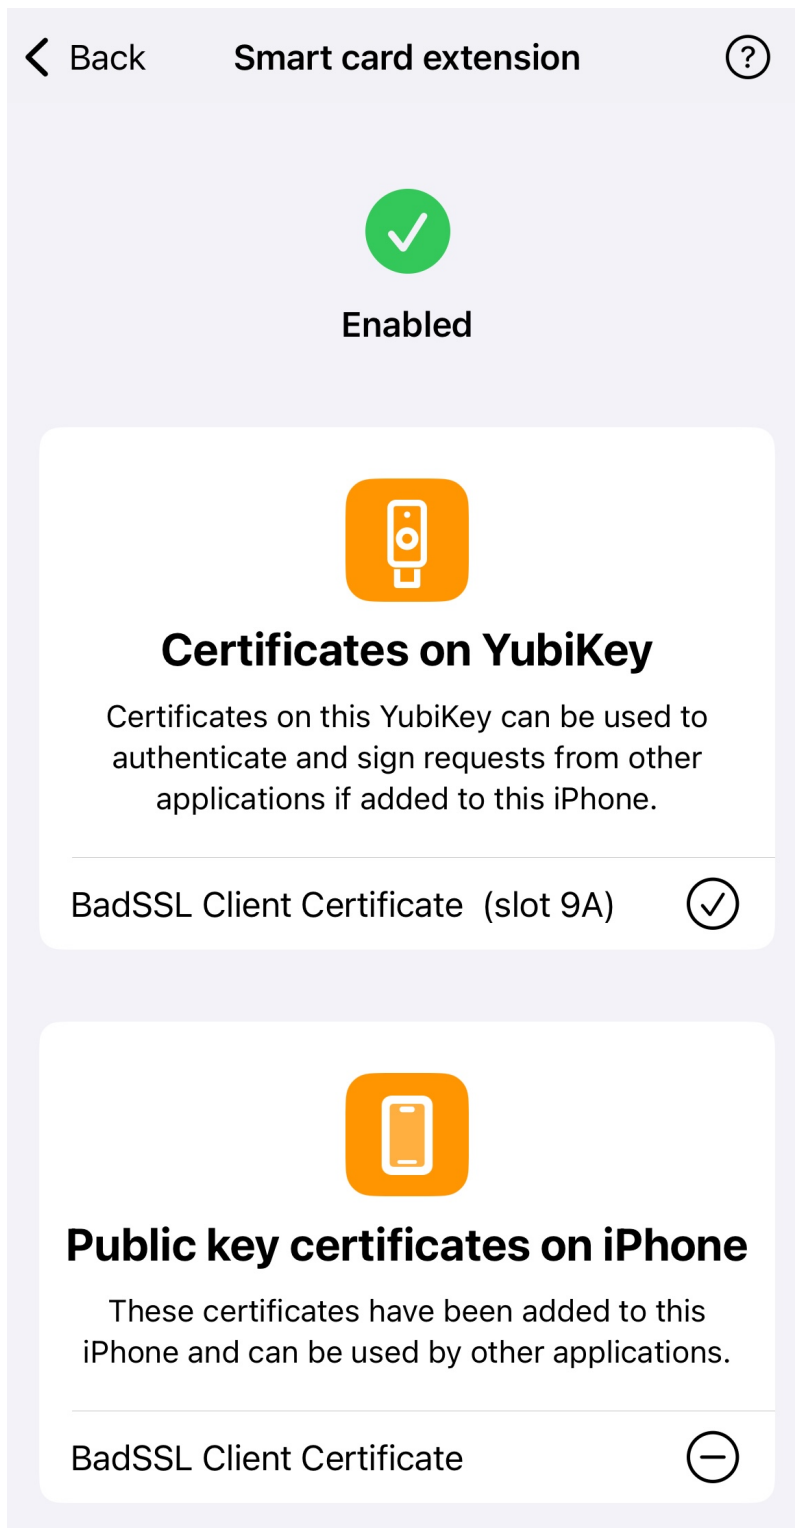 Back
Smart card extension
?
Enabled
Certificates on YubiKey
Certificates on this YubiKey can be used to
authenticate and sign requests from other
applications if added to this iPhone.
BadSSL Client Certificate (slot 9A)
Public key certificates on iPhone
These certificates have been added to this
iPhone and can be used by other applications.
BadSSL Client Certificate